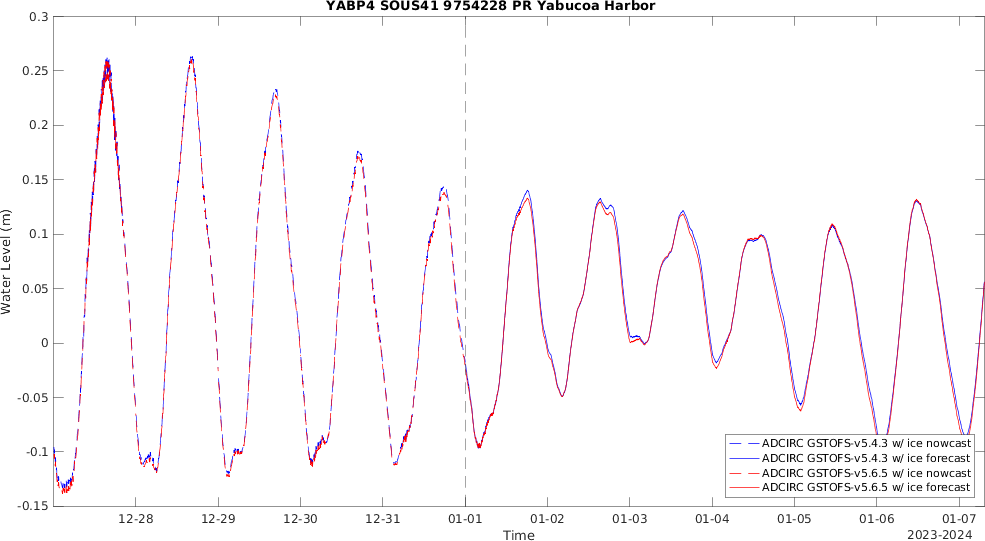 YABP4 SOUS41 9754228 PR Yabucoa Harbor
0.3
0.25
0.2
0.15
0.1
0.05
0
-0.05
-0.1
-0.15
Water Level (m)
12-28 12-29 12-30 12-31 01-01 01-02 01-03 01-04 01-05 01-06 01-07
Time
2023-2024
ADCIRC GSTOFS-v5.4.3 w/ ice nowcast
ADCIRC GSTOFS-v5.4.3 w/ ice forecast
ADCIRC GSTOFS-v5.6.5 w/ ice nowcast
ADCIRC GSTOFS-v5.6.5 w/ ice forecast